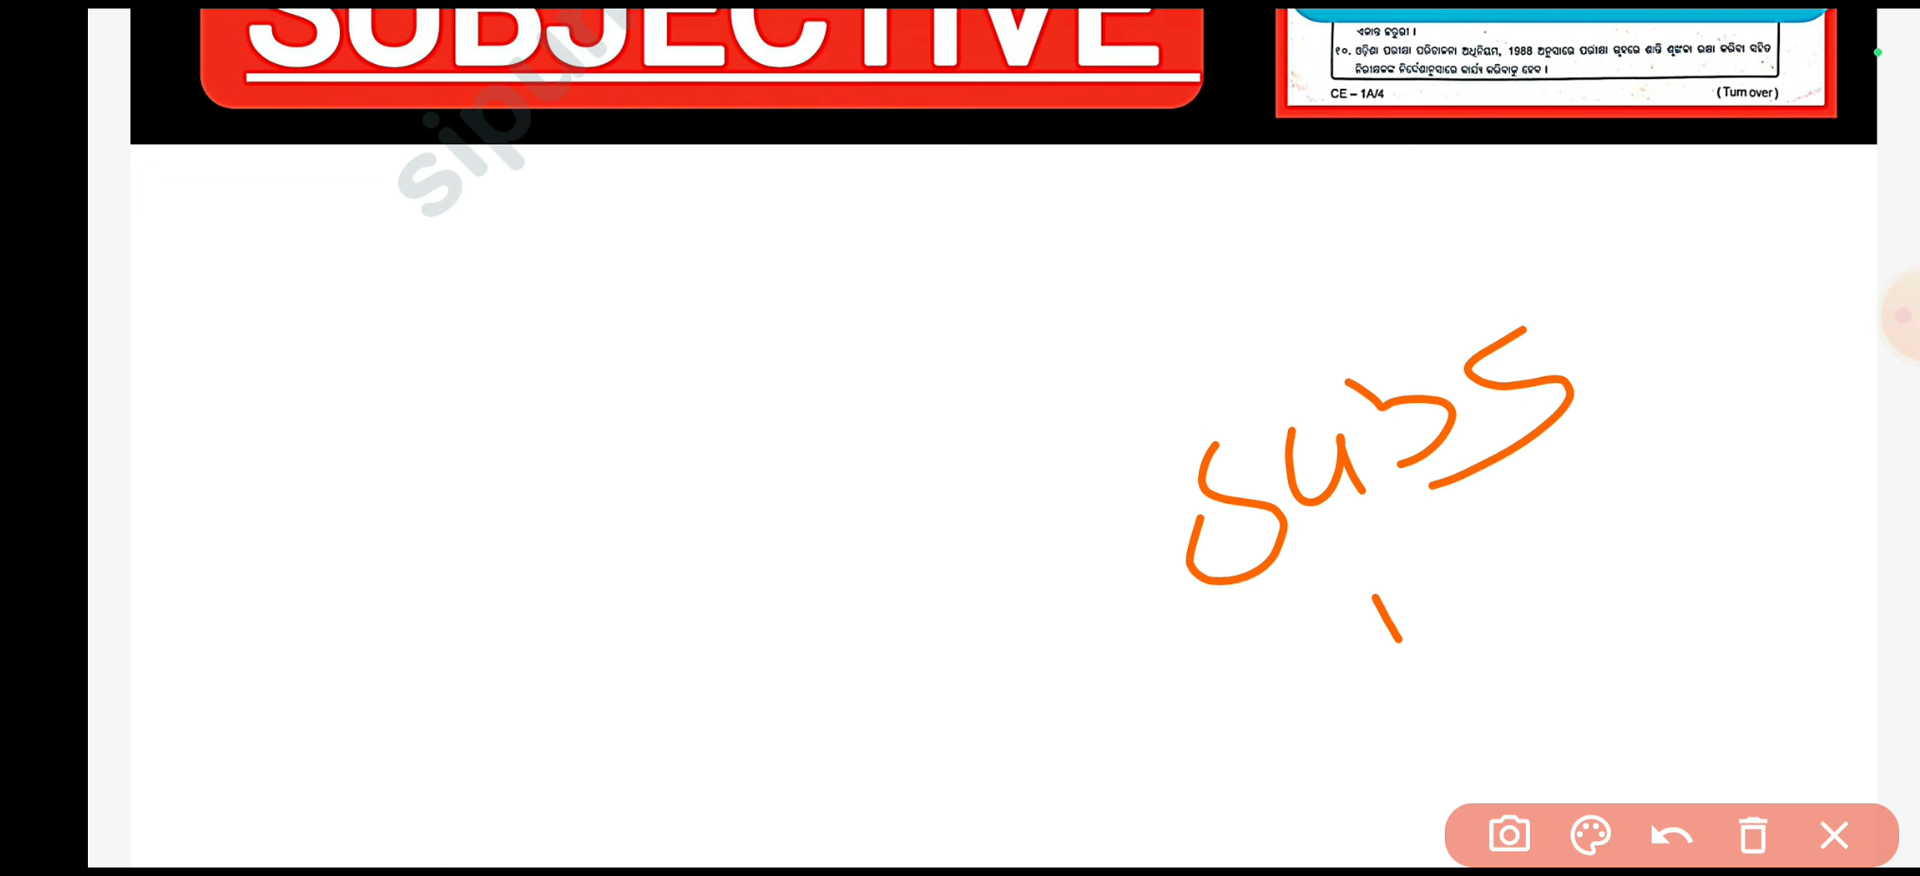 SUBJECTIVE
ଏକାନ୍ତ ଜରୁରୀ ।
୧୦. ଓଡ଼ିଶା ପରୀକ୍ଷା ପରିଚାଳନା ଅଧିନିୟମ, 1988 ଅନୁସାରେ ପରୀକ୍ଷା ଗୃହରେ ଶାନ୍ତି ଶୃଙ୍ଖଳା ରକ୍ଷା କରିବା ସହିତ
ନିରୀକ୍ଷକଙ୍କ ନିର୍ଦେଶାନୁସାରେ କାର୍ଯ୍ୟ କରିବାକୁ ହେବ ।
CE – 1A/4 (Turn over)
subs